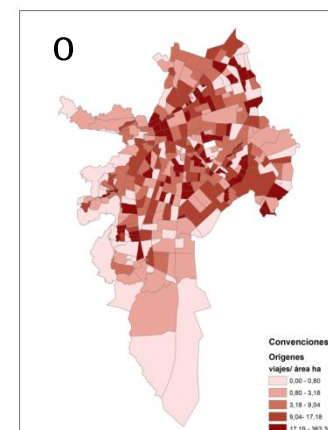 O
Convenciones
Orígenes
viajes/ área ha
0,00 - 0,80
0,80 - 3,18
3,18 - 9,04
9,04- 17,18